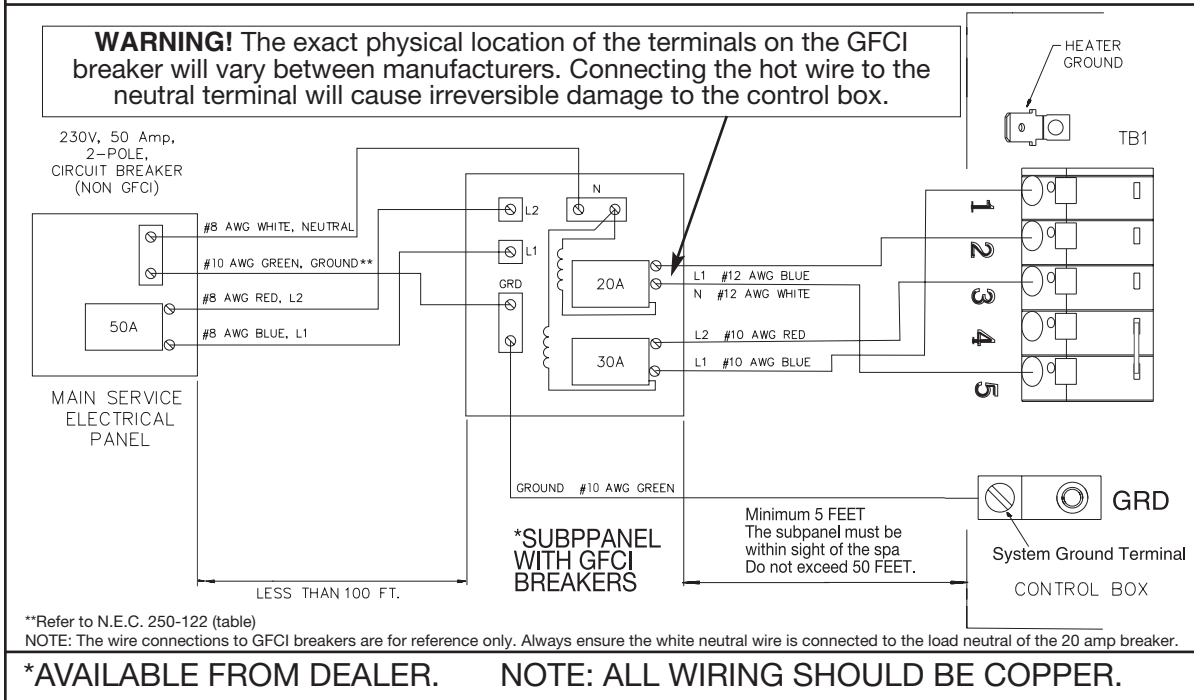 WARNING! The exact physical location of the terminals on the GFCI
breaker will vary between manufacturers. Connecting the hot wire to the
neutral terminal will cause irreversible damage to the control box.
HEATER
GROUND
TB1
230V, 50 Amp,
2-POLE,
CIRCUIT BREAKER
(NON GFCI)
N
L2
L1
GRD
#8 AWG WHITE, NEUTRAL
#10 AWG GREEN, GROUND**
#8 AWG RED, L2
#8 AWG BLUE, L1
50A
20A
30A
L1 #12 AWG BLUE
N #12 AWG WHITE
L2 #10 AWG RED
L1 #10 AWG BLUE
1
2
3
4
5
MAIN SERVICE
ELECTRICAL
PANEL
GROUND #10 AWG GREEN
*SUBPPANEL
WITH GFCI
BREAKERS
LESS THAN 100 FT.
Minimum 5 FEET
The subpanel must be
within sight of the spa
Do not exceed 50 FEET.
GRD
System Ground Terminal
CONTROL BOX
**Refer to N.E.C. 250-122 (table)
NOTE: The wire connections to GFCI breakers are for reference only. Always ensure the white neutral wire is connected to the load neutral of the 20 amp breaker.
*AVAILABLE FROM DEALER. NOTE: ALL WIRING SHOULD BE COPPER.